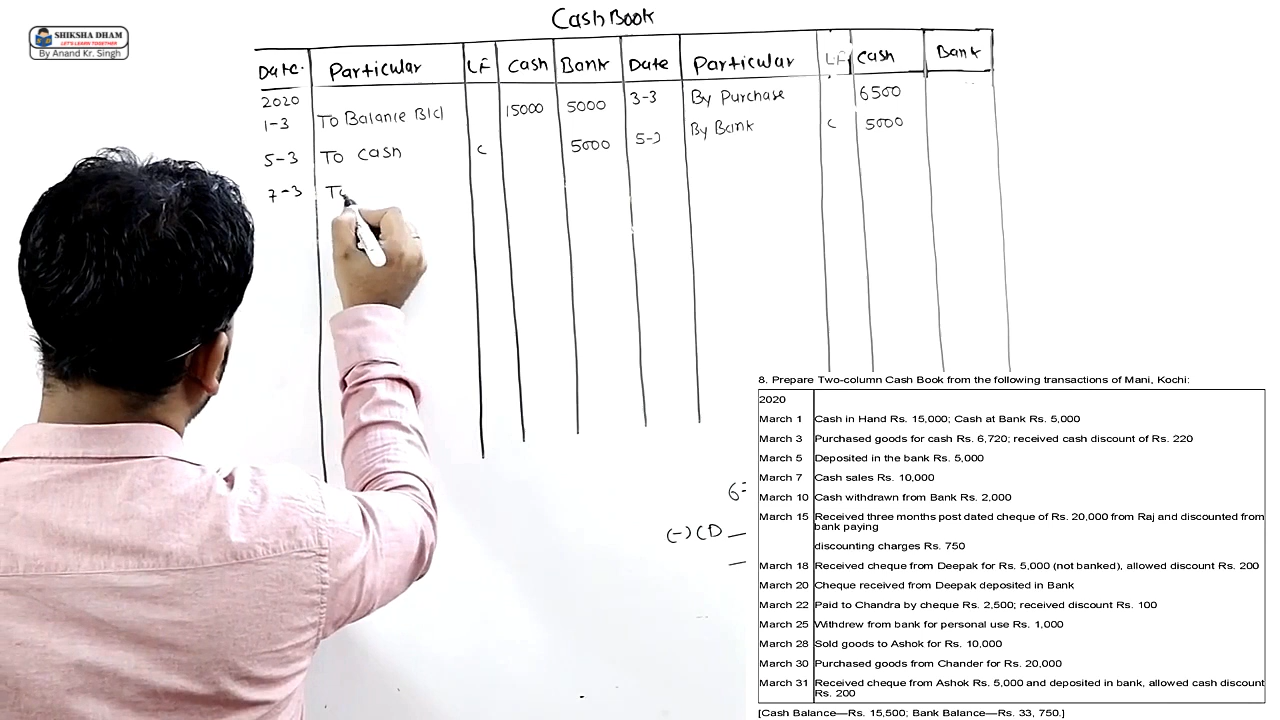 SHIKSHA DHAM
LET'S LEARN TOGETHER
By Anand Kr. Singh
Cash Book
Date. Particular LF Cash Bank Date Particular LF Cash Bank
2020
1-3 To Balance B/d 15000 5000 3-3 By Purchase 6500
5-3 To Cash C 5000 5-3 By Bank C 5000
7-3 To
(-) CD
8. Prepare Two-column Cash Book from the following transactions of Mani, Kochi:
2020
March 1 Cash in Hand Rs. 15,000; Cash at Bank Rs. 5,000
March 3 Purchased goods for cash Rs. 6,720; received cash discount of Rs. 220
March 5 Deposited in the bank Rs. 5,000
March 7 Cash sales Rs. 10,000
March 10 Cash withdrawn from Bank Rs. 2,000
March 15 Received three months post dated cheque of Rs. 20,000 from Raj and discounted from
bank paying
discounting charges Rs. 750
March 18 Received cheque from Deepak for Rs. 5,000 (not banked), allowed discount Rs. 200
March 20 Cheque received from Deepak deposited in Bank
March 22 Paid to Chandra by cheque Rs. 2,500; received discount Rs. 100
March 25 Withdrew from bank for personal use Rs. 1,000
March 28 Sold goods to Ashok for Rs. 10,000
March 30 Purchased goods from Chander for Rs. 20,000
March 31 Received cheque from Ashok Rs. 5,000 and deposited in bank, allowed cash discount
Rs. 200
[Cash Balance—Rs. 15,500; Bank Balance—Rs. 33, 750.]